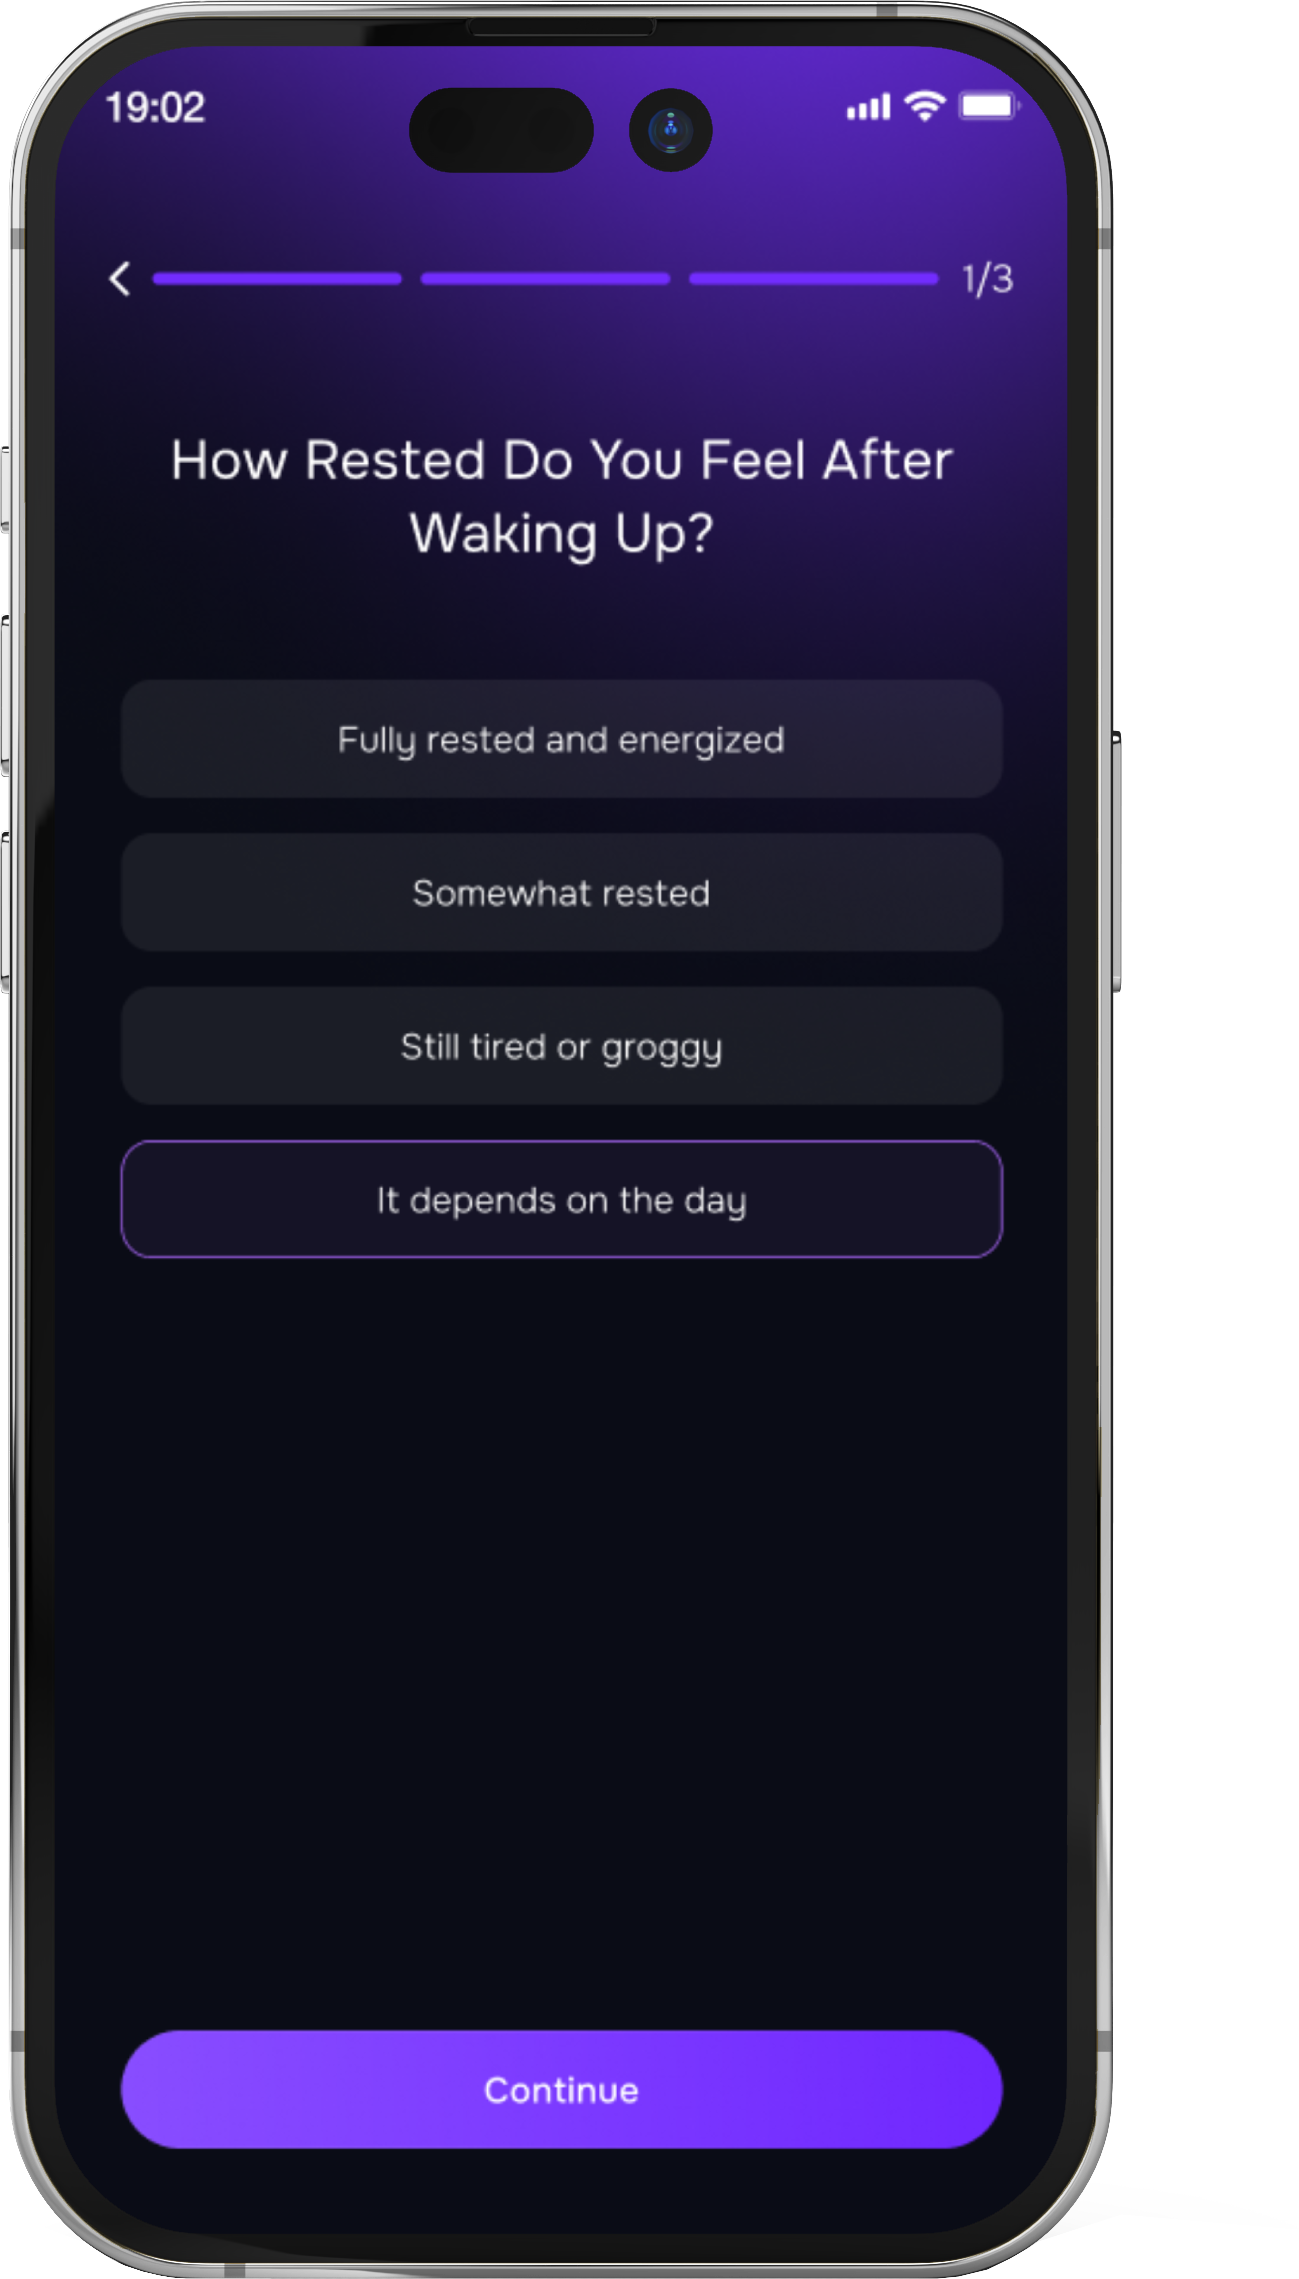 19:02
1/3
How Rested Do You Feel After
Waking Up?
Fully rested and energized
Somewhat rested
Still tired or groggy
It depends on the day
Continue